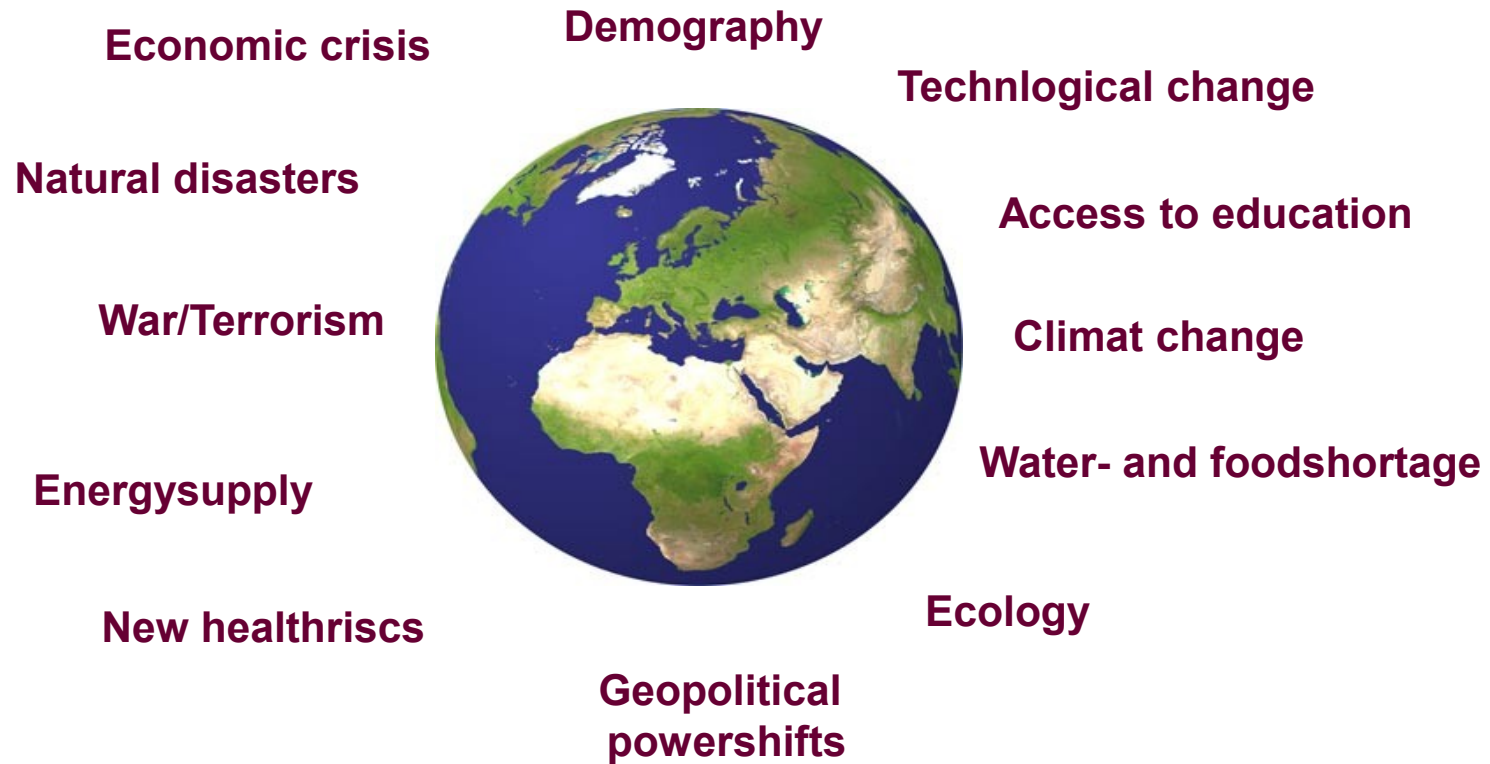 Demography
Economic crisis
Technlogical change
Natural disasters
Access to education
War/Terrorism
Climat change
Water- and foodshortage
Energysupply
Ecology
New healthriscs
Geopolitical
powershifts